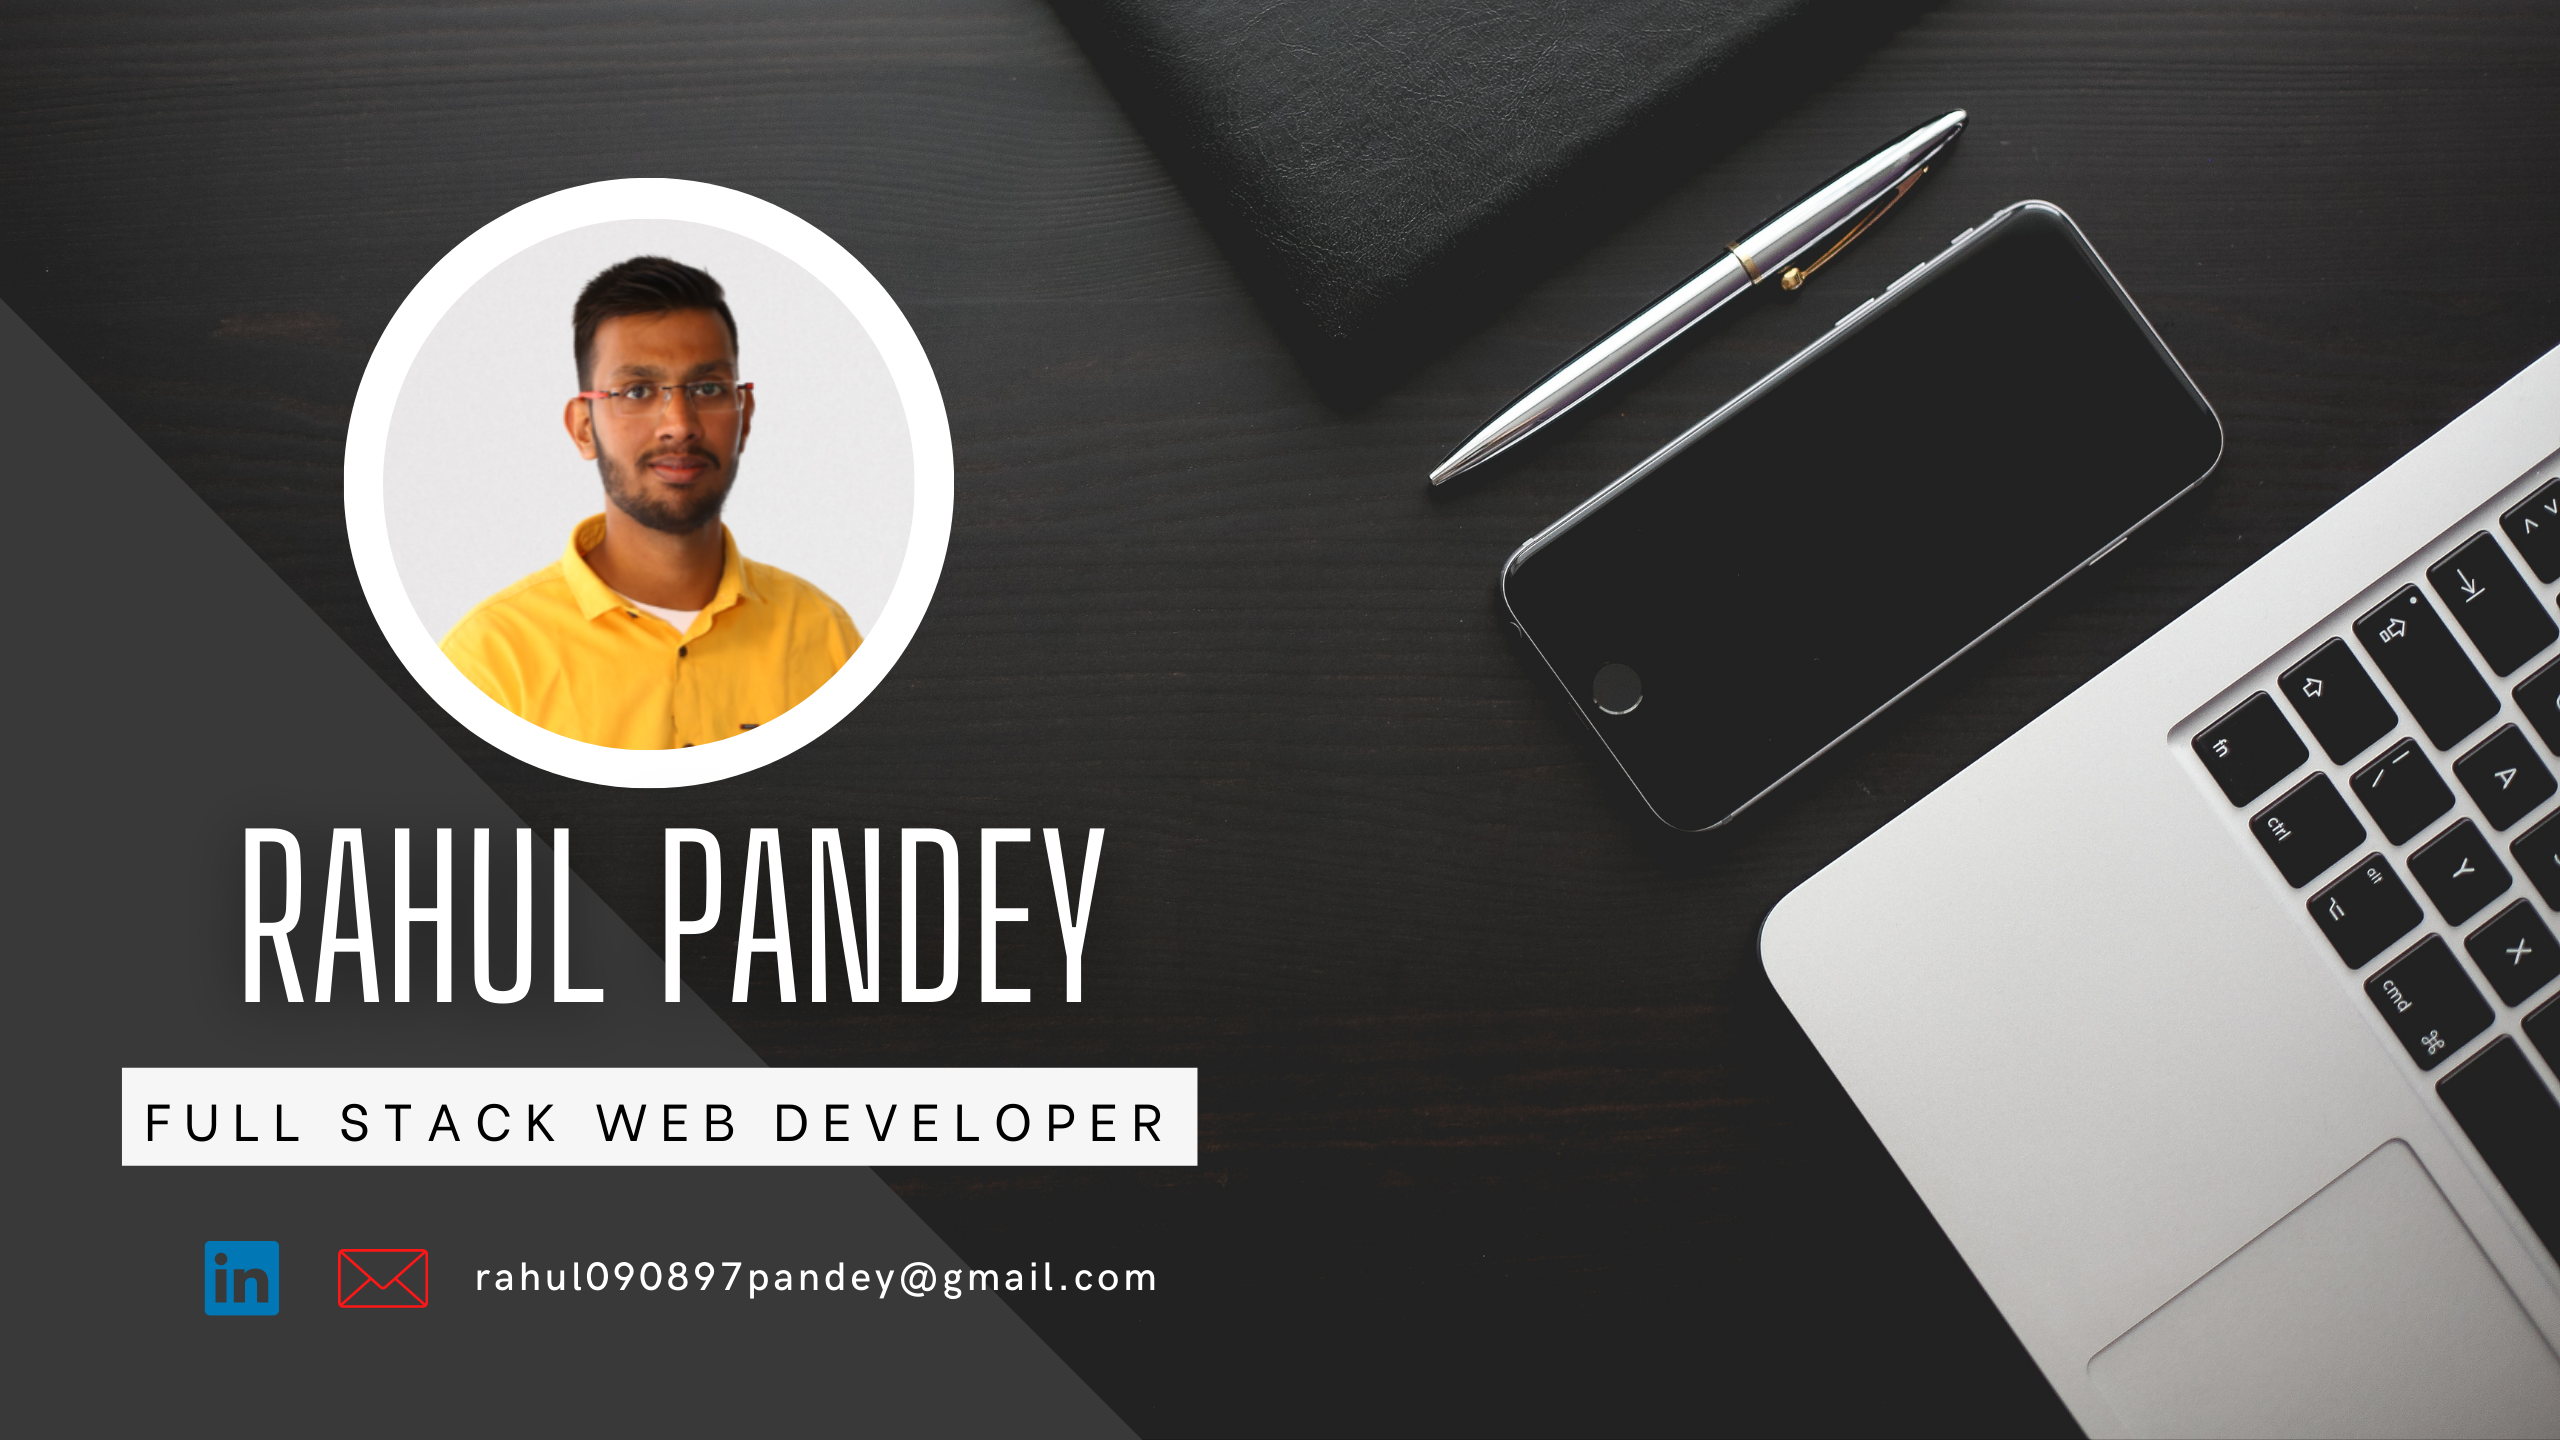 RAHUL PANDEY
FULL STACK WEB DEVELOPER
in
rahul090897pandey@gmail.com
fn
ctrl
alt
cmd
A
Y
X